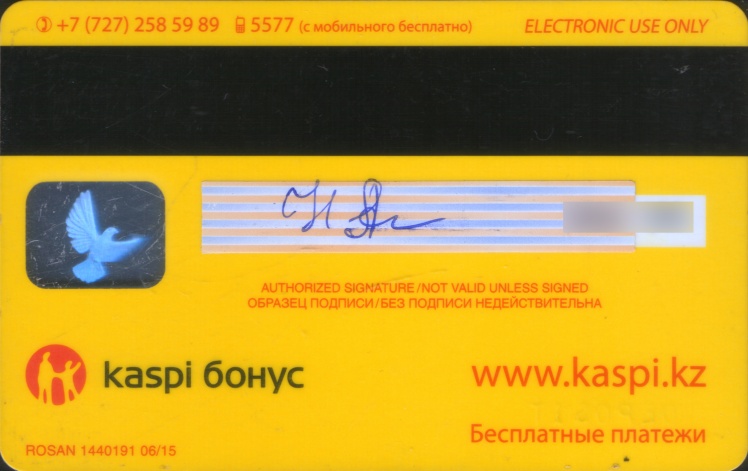 +7 (727) 258 59 89 5577 (с мобильного бесплатно) ELECTRONIC USE ONLY
AUTHORIZED SIGNATURE/NOT VALID UNLESS SIGNED
ОБРАЗЕЦ ПОДПИСИ/БЕЗ ПОДПИСИ НЕДЕЙСТВИТЕЛЬНА
kaspi бонус
www.kaspi.kz
Бесплатные платежи
ROSAN 1440191 06/15